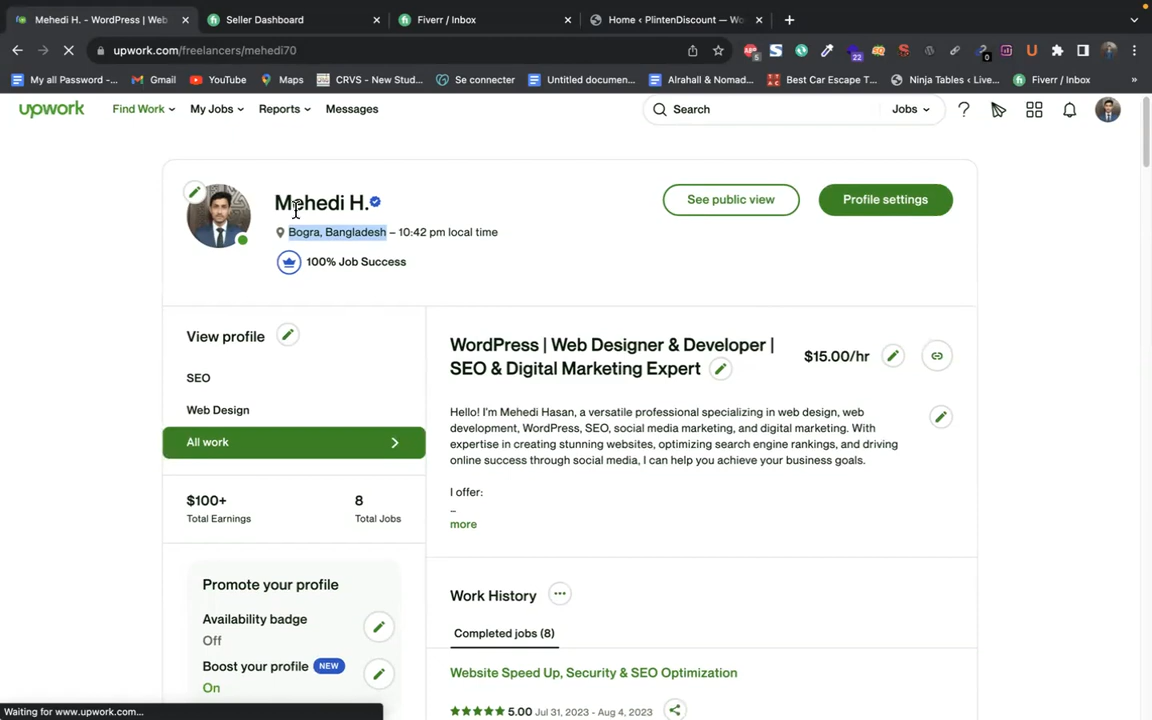 Mehedi H. - WordPress | Web
Seller Dashboard
Fiverr / Inbox
Home ‹ PlintenDiscount — Wo
upwork.com/freelancers/mehedi70
5
22
0
My all Password -...
Gmail
YouTube
Maps
CRVS - New Stud...
Se connecter
Untitled documen...
Alrahall & Nomad...
Best Car Escape T...
Ninja Tables ‹ Live...
Fiverr / Inbox
»
upwork
Find Work
My Jobs
Reports
Messages
Search
Jobs
Mehedi H.
Bogra, Bangladesh – 10:42 pm local time
100% Job Success
See public view
Profile settings
View profile
SEO
Web Design
All work
$100+
8
Total Earnings
Total Jobs
Promote your profile
Availability badge
Off
Boost your profile NEW
On
WordPress | Web Designer & Developer |
SEO & Digital Marketing Expert
$15.00/hr
Hello! I'm Mehedi Hasan, a versatile professional specializing in web design, web
development, WordPress, SEO, social media marketing, and digital marketing. With
expertise in creating stunning websites, optimizing search engine rankings, and driving
online success through social media, I can help you achieve your business goals.
I offer:
...
more
Work History
Completed jobs (8)
Website Speed Up, Security & SEO Optimization
5.00 Jul 31, 2023 - Aug 4, 2023
Waiting for www.upwork.com...